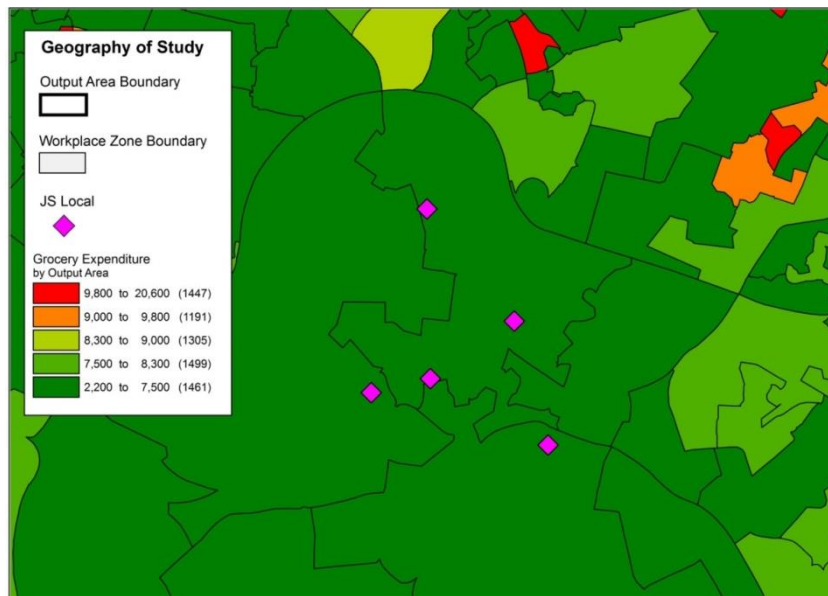 Geography of Study
Output Area Boundary
Workplace Zone Boundary
JS Local
Grocery Expenditure
by Output Area
9,800 to 20,600 (1447)
9,000 to 9,800 (1191)
8,300 to 9,000 (1305)
7,500 to 8,300 (1499)
2,200 to 7,500 (1461)